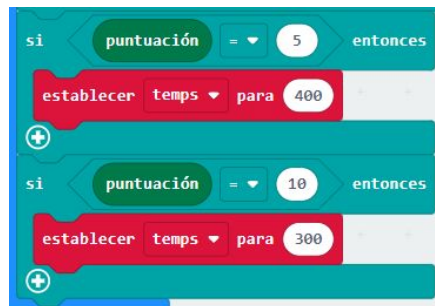 si puntuación = 5 entonces
establecer temps para 400
si puntuación = 10 entonces
establecer temps para 300